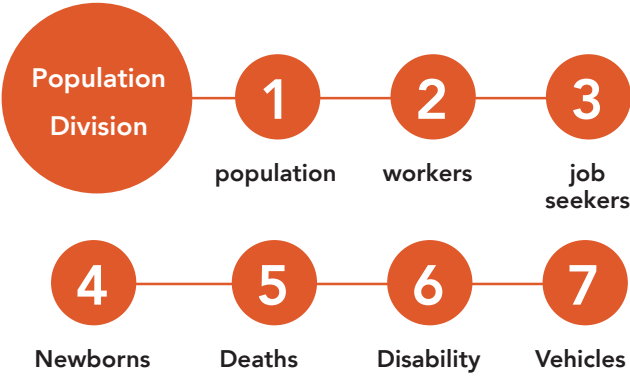 Population
Division
1
2
3
population
workers
job
seekers
4
5
6
7
Newborns
Deaths
Disability
Vehicles